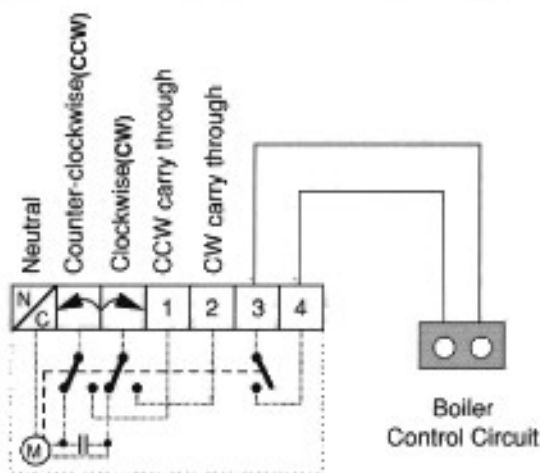 Neutral
Counter-clockwise(CCW)
Clockwise(CW)
CCW carry through
CW carry through
N/C
1
2
3
4
M
Boiler
Control Circuit